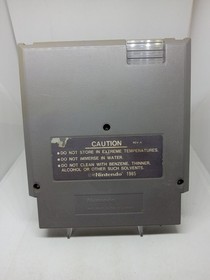 CAUTION
• DO NOT STORE IN EXTREME TEMPERATURES.
• DO NOT IMMERSE IN WATER.
• DO NOT CLEAN WITH BENZENE, THINNER,
ALCOHOL OR OTHER SUCH SOLVENTS.
Nintendo 1985